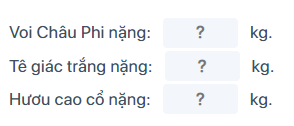 Voi Châu Phi nặng: ? kg.
Tê giác trắng nặng: ? kg.
Hươu cao cổ nặng: ? kg.